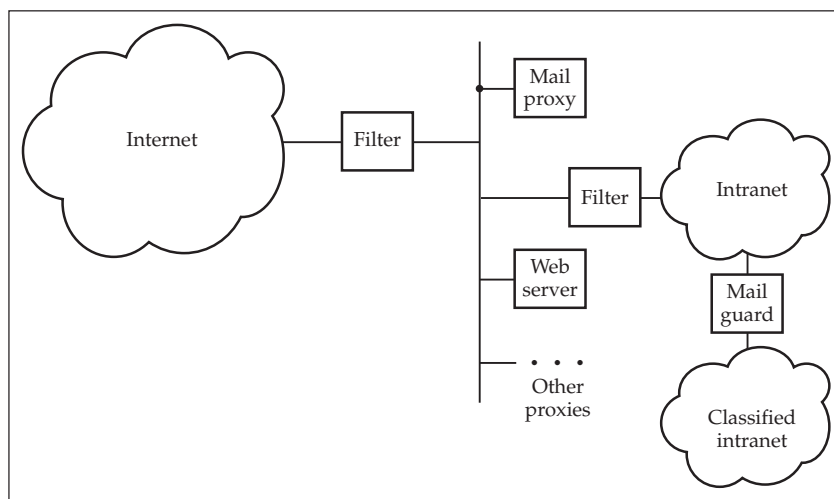 Mail
proxy
Internet
Filter
Filter
Intranet
Web
server
Mail
guard
Other
proxies
Classified
intranet